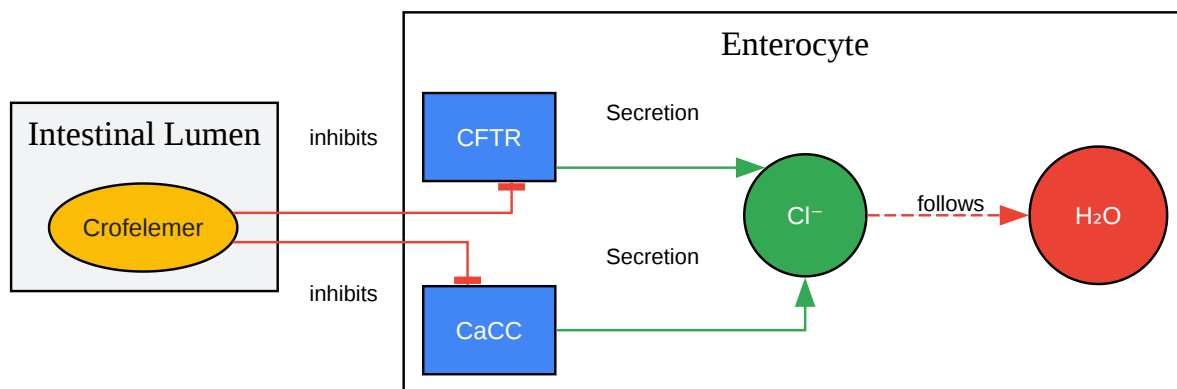 Enterocyte
Intestinal Lumen
inhibits
CFTR
Secretion
Crofelemer
Cl⁻
follows
H₂O
Secretion
inhibits
CaCC